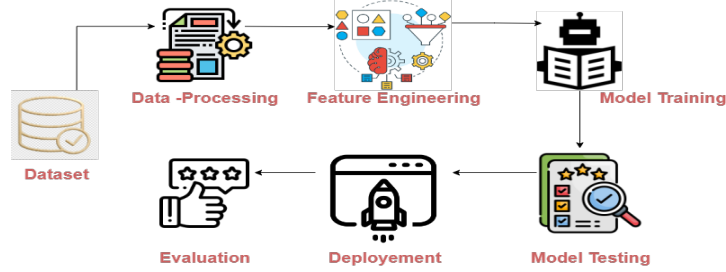 Dataset
Data -Processing
Feature Engineering
Model Training
Model Testing
Deployement
Evaluation